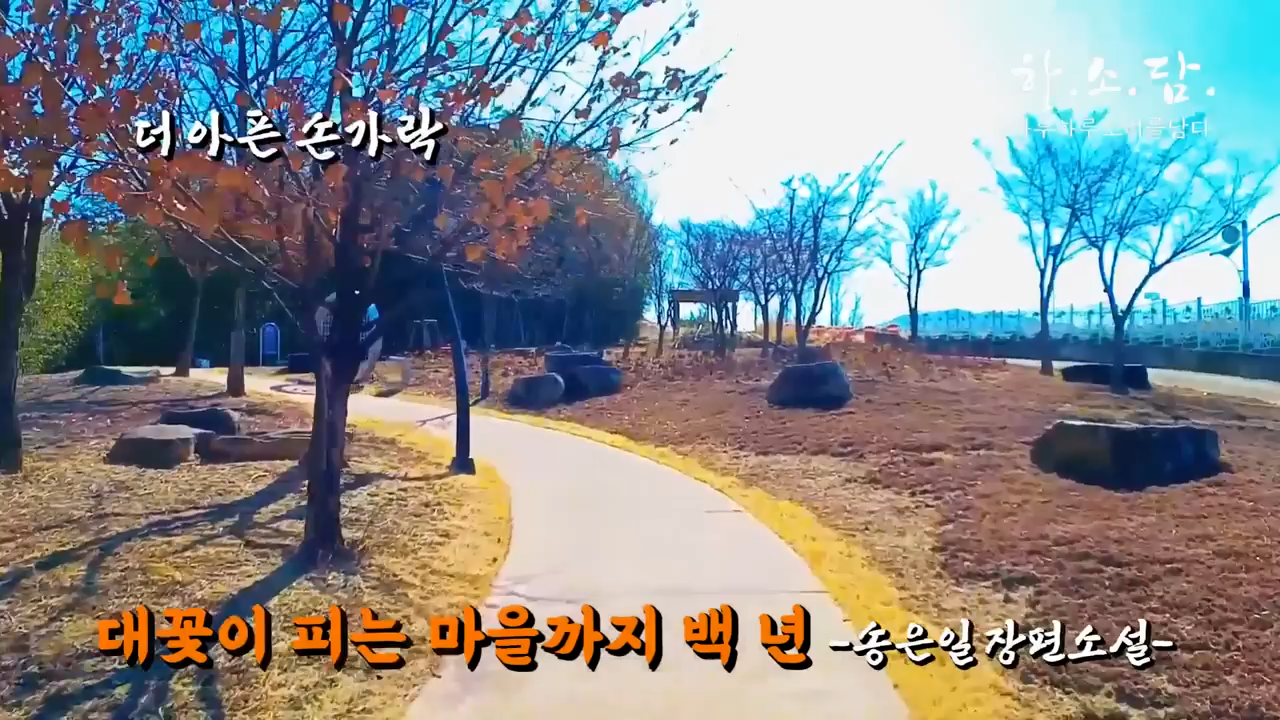 하.소.담.
더 아픈 손가락
대꽃이 피는 마을까지 백 년 -송은일 장편소설-